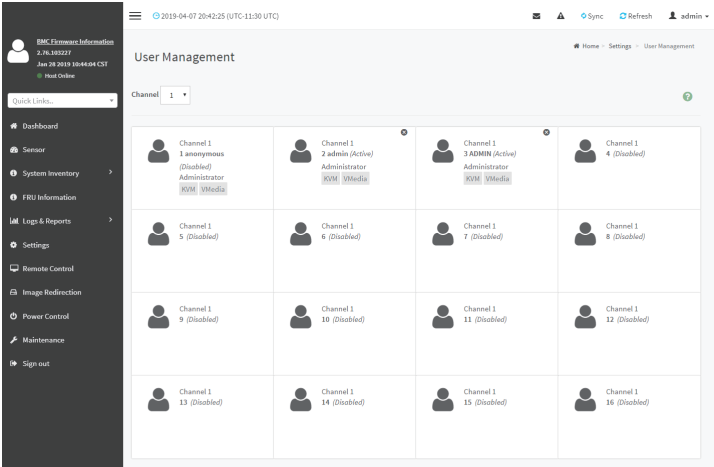 2019-04-07 20:42:25 (UTC-11:30 UTC)
Sync
Refresh
admin
BMC Firmware Information
2.76.103227
Jan 28 2019 10:44:04 CST
Host Online
Quick Links..
Dashboard
Sensor
System Inventory
FRU Information
Logs & Reports
Settings
Remote Control
Image Redirection
Power Control
Maintenance
Sign out
User Management
Home > Settings > User Management
Channel 1
Channel 1
1 anonymous
(Disabled)
Administrator
KVM VMedia
Channel 1
2 admin (Active)
Administrator
KVM VMedia
Channel 1
3 ADMIN (Active)
Administrator
KVM VMedia
Channel 1
4 (Disabled)
Channel 1
5 (Disabled)
Channel 1
6 (Disabled)
Channel 1
7 (Disabled)
Channel 1
8 (Disabled)
Channel 1
9 (Disabled)
Channel 1
10 (Disabled)
Channel 1
11 (Disabled)
Channel 1
12 (Disabled)
Channel 1
13 (Disabled)
Channel 1
14 (Disabled)
Channel 1
15 (Disabled)
Channel 1
16 (Disabled)